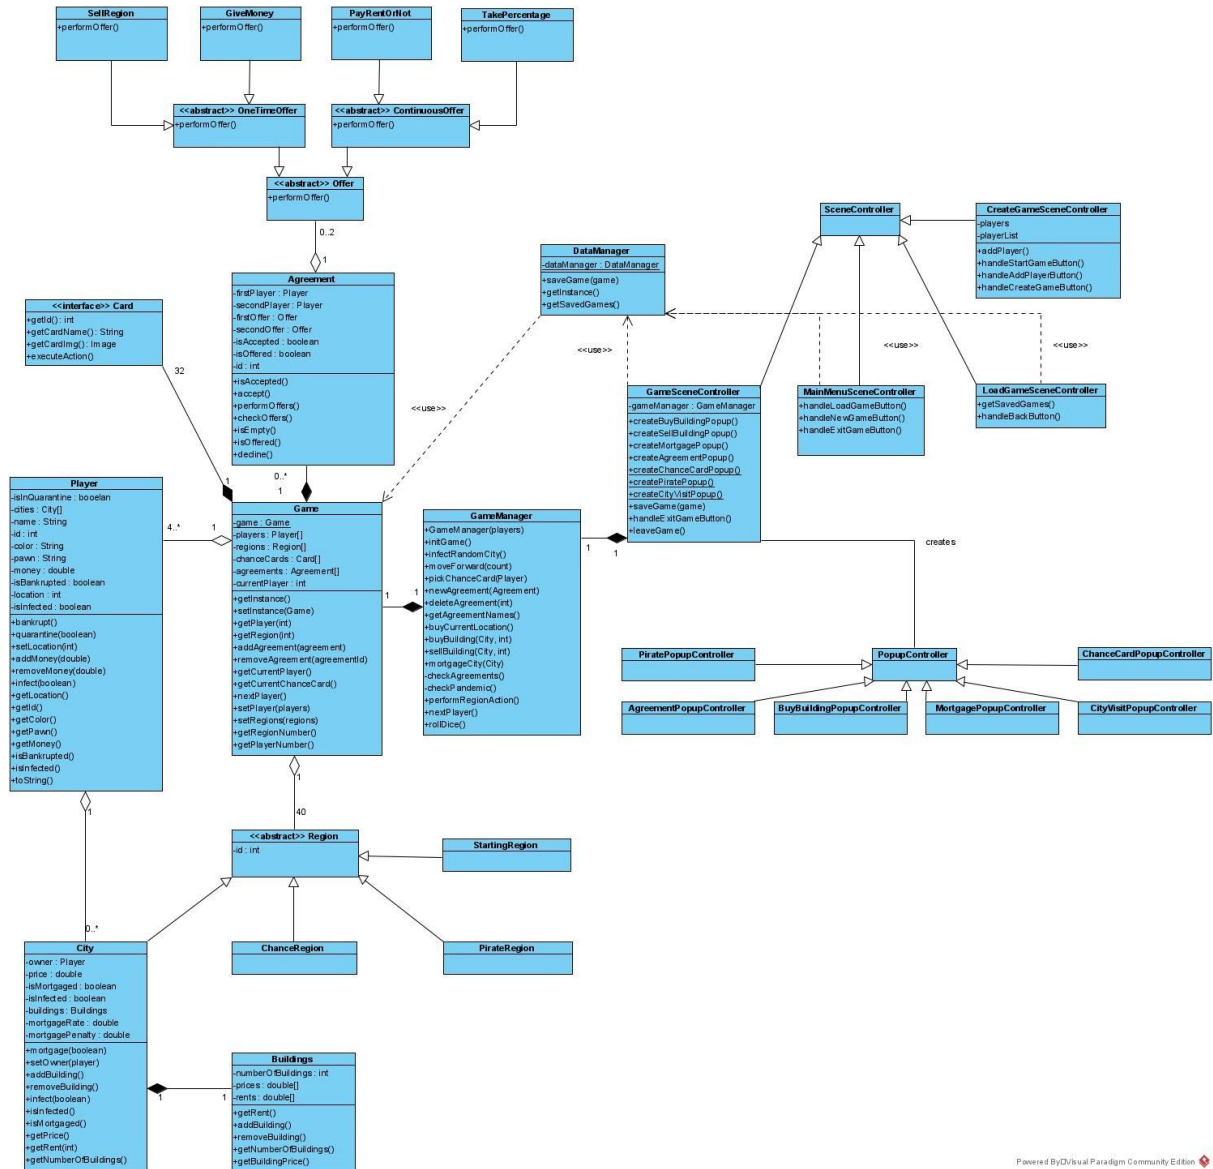 SellRegion
+performOffer()
GiveMoney
+performOffer()
PayRentOrNot
+performOffer()
TakePercentage
+performOffer()
<<abstract>> OneTimeOffer
+performOffer()
<<abstract>> ContinuousOffer
+performOffer()
<<abstract>> Offer
+performOffer()
0..2
1
Agreement
-firstPlayer : Player
-secondPlayer : Player
-firstOffer : Offer
-secondOffer : Offer
-isAccepted : boolean
-isOffered : boolean
-id : int
+isAccepted()
+accept()
+performOffers()
+checkOffers()
+isEmpty()
+isOffered()
+decline()
0..*
1
<<interface>> Card
+getId() : int
+getCardName() : String
+getCardImg() : Image
+executeAction()
32
1
DataManager
-dataManager : DataManager
+saveGame(game)
+getInstance()
+getSavedGames()
<<use>>
<<use>>
<<use>>
<<use>>
SceneController
CreateGameSceneController
-players
-playerList
+addPlayer()
+handleStartGameButton()
+handleAddPlayerButton()
+handleCreateGameButton()
GameSceneController
-gameManager : GameManager
+createBuyBuildingPopup()
+createSellBuildingPopup()
+createMortgagePopup()
+createAgreementPopup()
+createChanceCardPopup()
+createPiratePopup()
+createCityVisitPopup()
+saveGame(game)
+handleExitGameButton()
+leaveGame()
MainMenuSceneController
+handleLoadGameButton()
+handleNewGameButton()
+handleExitGameButton()
LoadGameSceneController
+getSavedGames()
+handleBackButton()
Player
-isInQuarantine : booelan
-cities : City[]
-name : String
-id : int
-color : String
-pawn : String
-money : double
-isBankrupted : boolean
-location : int
-isInfected : boolean
+bankrupt()
+quarantine(boolean)
+setLocation(int)
+addMoney(double)
+removeMoney(double)
+infect(boolean)
+getLocation()
+getId()
+getColor()
+getPawn()
+getMoney()
+isBankrupted()
+isInfected()
+toString()
4..*
1
Game
-game : Game
-players : Player[]
-regions : Region[]
-chanceCards : Card[]
-agreements : Agreement[]
-currentPlayer : int
+getInstance()
+setInstance(Game)
+getPlayer(int)
+getRegion(int)
+addAgreement(agreement)
+removeAgreement(agreementId)
+getCurrentPlayer()
+getCurrentChanceCard()
+nextPlayer()
+setPlayer(players)
+setRegions(regions)
+getRegionNumber()
+getPlayerNumber()
1
1
GameManager
+GameManager(players)
+initGame()
+infectRandomCity()
+moveForward(count)
+pickChanceCard(Player)
+newAgreement(Agreement)
+deleteAgreement(int)
+getAgreementNames()
+buyCurrentLocation()
+buyBuilding(City, int)
+sellBuilding(City, int)
+mortgageCity(City)
-checkAgreements()
-checkPandemic()
+performRegionAction()
+nextPlayer()
+rollDice()
1
1
creates
PiratePopupController
PopupController
ChanceCardPopupController
AgreementPopupController
BuyBuildingPopupController
MortgagePopupController
CityVisitPopupController
1
40
<<abstract>> Region
-id : int
StartingRegion
ChanceRegion
PirateRegion
1
0..*
City
-owner : Player
-price : double
-isMortgaged : boolean
-isInfected : boolean
-buildings : Buildings
-mortgageRate : double
-mortgagePenalty : double
+mortgage(boolean)
+setOwner(player)
+addBuilding()
+removeBuilding()
+infect(boolean)
+isInfected()
+isMortgaged()
+getPrice()
+getRent(int)
+getNumberOfBuildings()
1
1
Buildings
-numberOfBuildings : int
-prices : double[]
-rents : double[]
+getRent()
+addBuilding()
+removeBuilding()
+getNumberOfBuildings()
+getBuildingPrice()
Powered By Visual Paradigm Community Edition